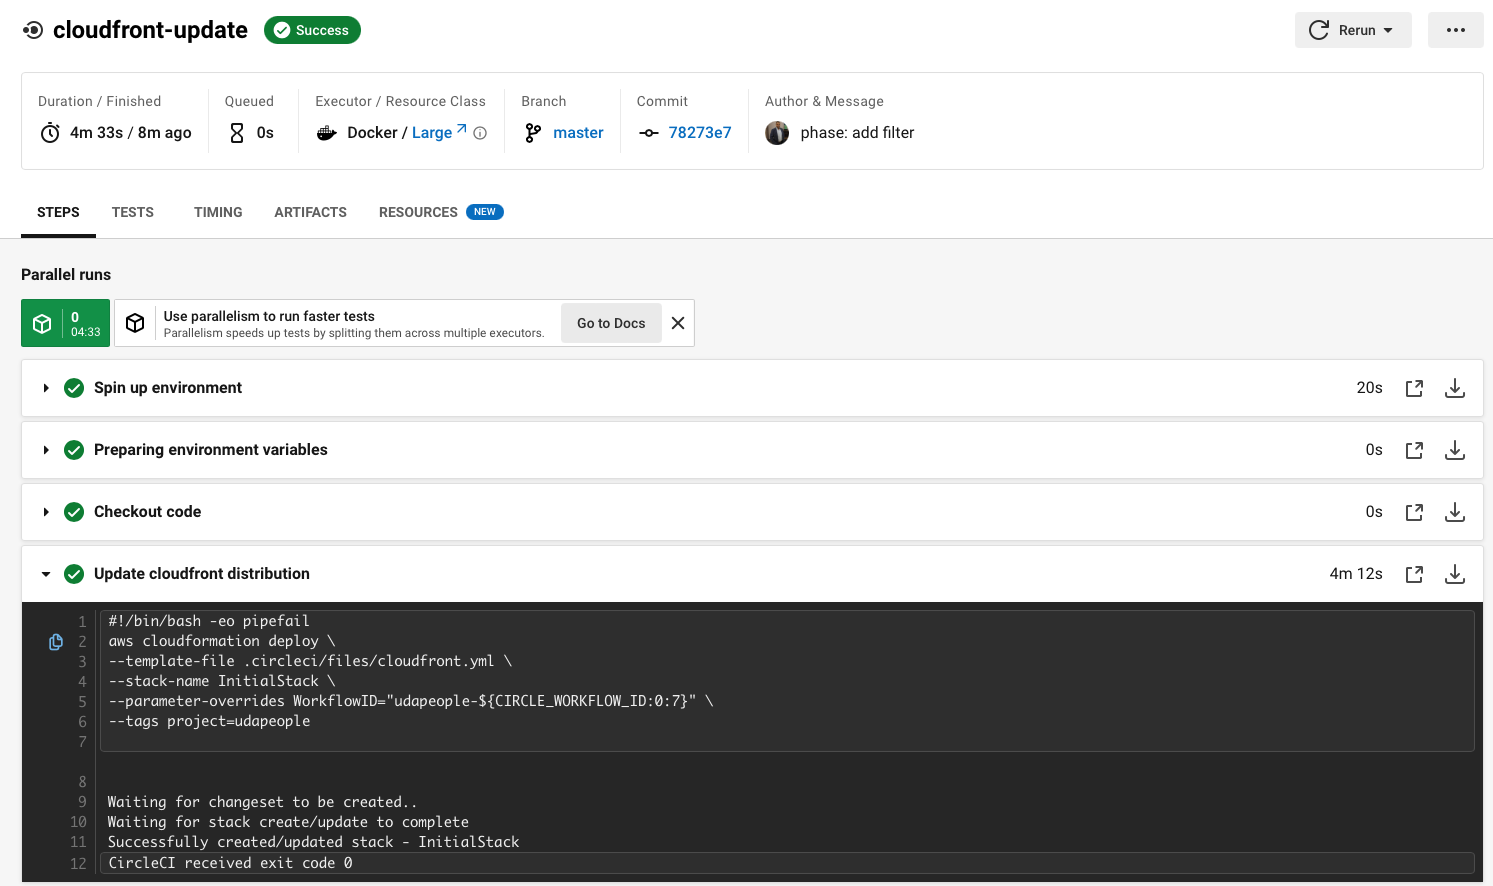 cloudfront-update
Success
Rerun
Duration / Finished
4m 33s / 8m ago
Queued
0s
Executor / Resource Class
Docker / Large
Branch
master
Commit
78273e7
Author & Message
phase: add filter
STEPS
TESTS
TIMING
ARTIFACTS
RESOURCES
NEW
Parallel runs
0
04:33
Use parallelism to run faster tests
Parallelism speeds up tests by splitting them across multiple executors.
Go to Docs
Spin up environment
20s
Preparing environment variables
0s
Checkout code
0s
Update cloudfront distribution
4m 12s
1 #!/bin/bash -eo pipefail
2 aws cloudformation deploy \
3 --template-file .circleci/files/cloudfront.yml \
4 --stack-name InitialStack \
5 --parameter-overrides WorkflowID="udapeople-${CIRCLE_WORKFLOW_ID:0:7}" \
6 --tags project=udapeople
7
8
9 Waiting for changeset to be created..
10 Waiting for stack create/update to complete
11 Successfully created/updated stack - InitialStack
12 CircleCI received exit code 0